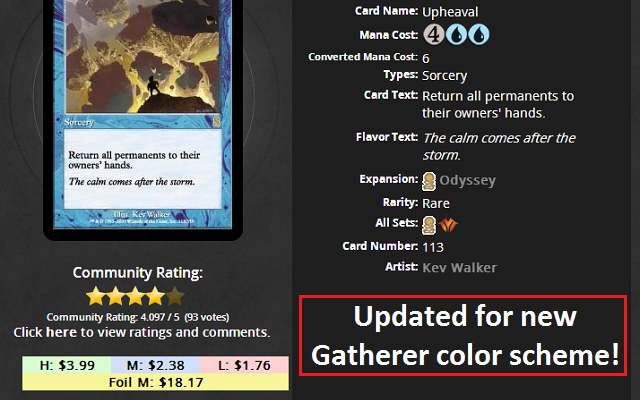 Sorcery
Return all permanents to their
owners' hands.
The calm comes after the storm.
Illus. Kev Walker
Community Rating:
Community Rating: 4.097 / 5  (93 votes)
Click here to view ratings and comments.
H: $3.99 M: $2.38 L: $1.76
Foil M: $18.17
Card Name: Upheaval
Mana Cost: 4
Converted Mana Cost: 6
Types: Sorcery
Card Text: Return all permanents to
their owners' hands.
Flavor Text: The calm comes after the
storm.
Expansion: Odyssey
Rarity: Rare
All Sets:
Card Number: 113
Artist: Kev Walker
Updated for new
Gatherer color scheme!